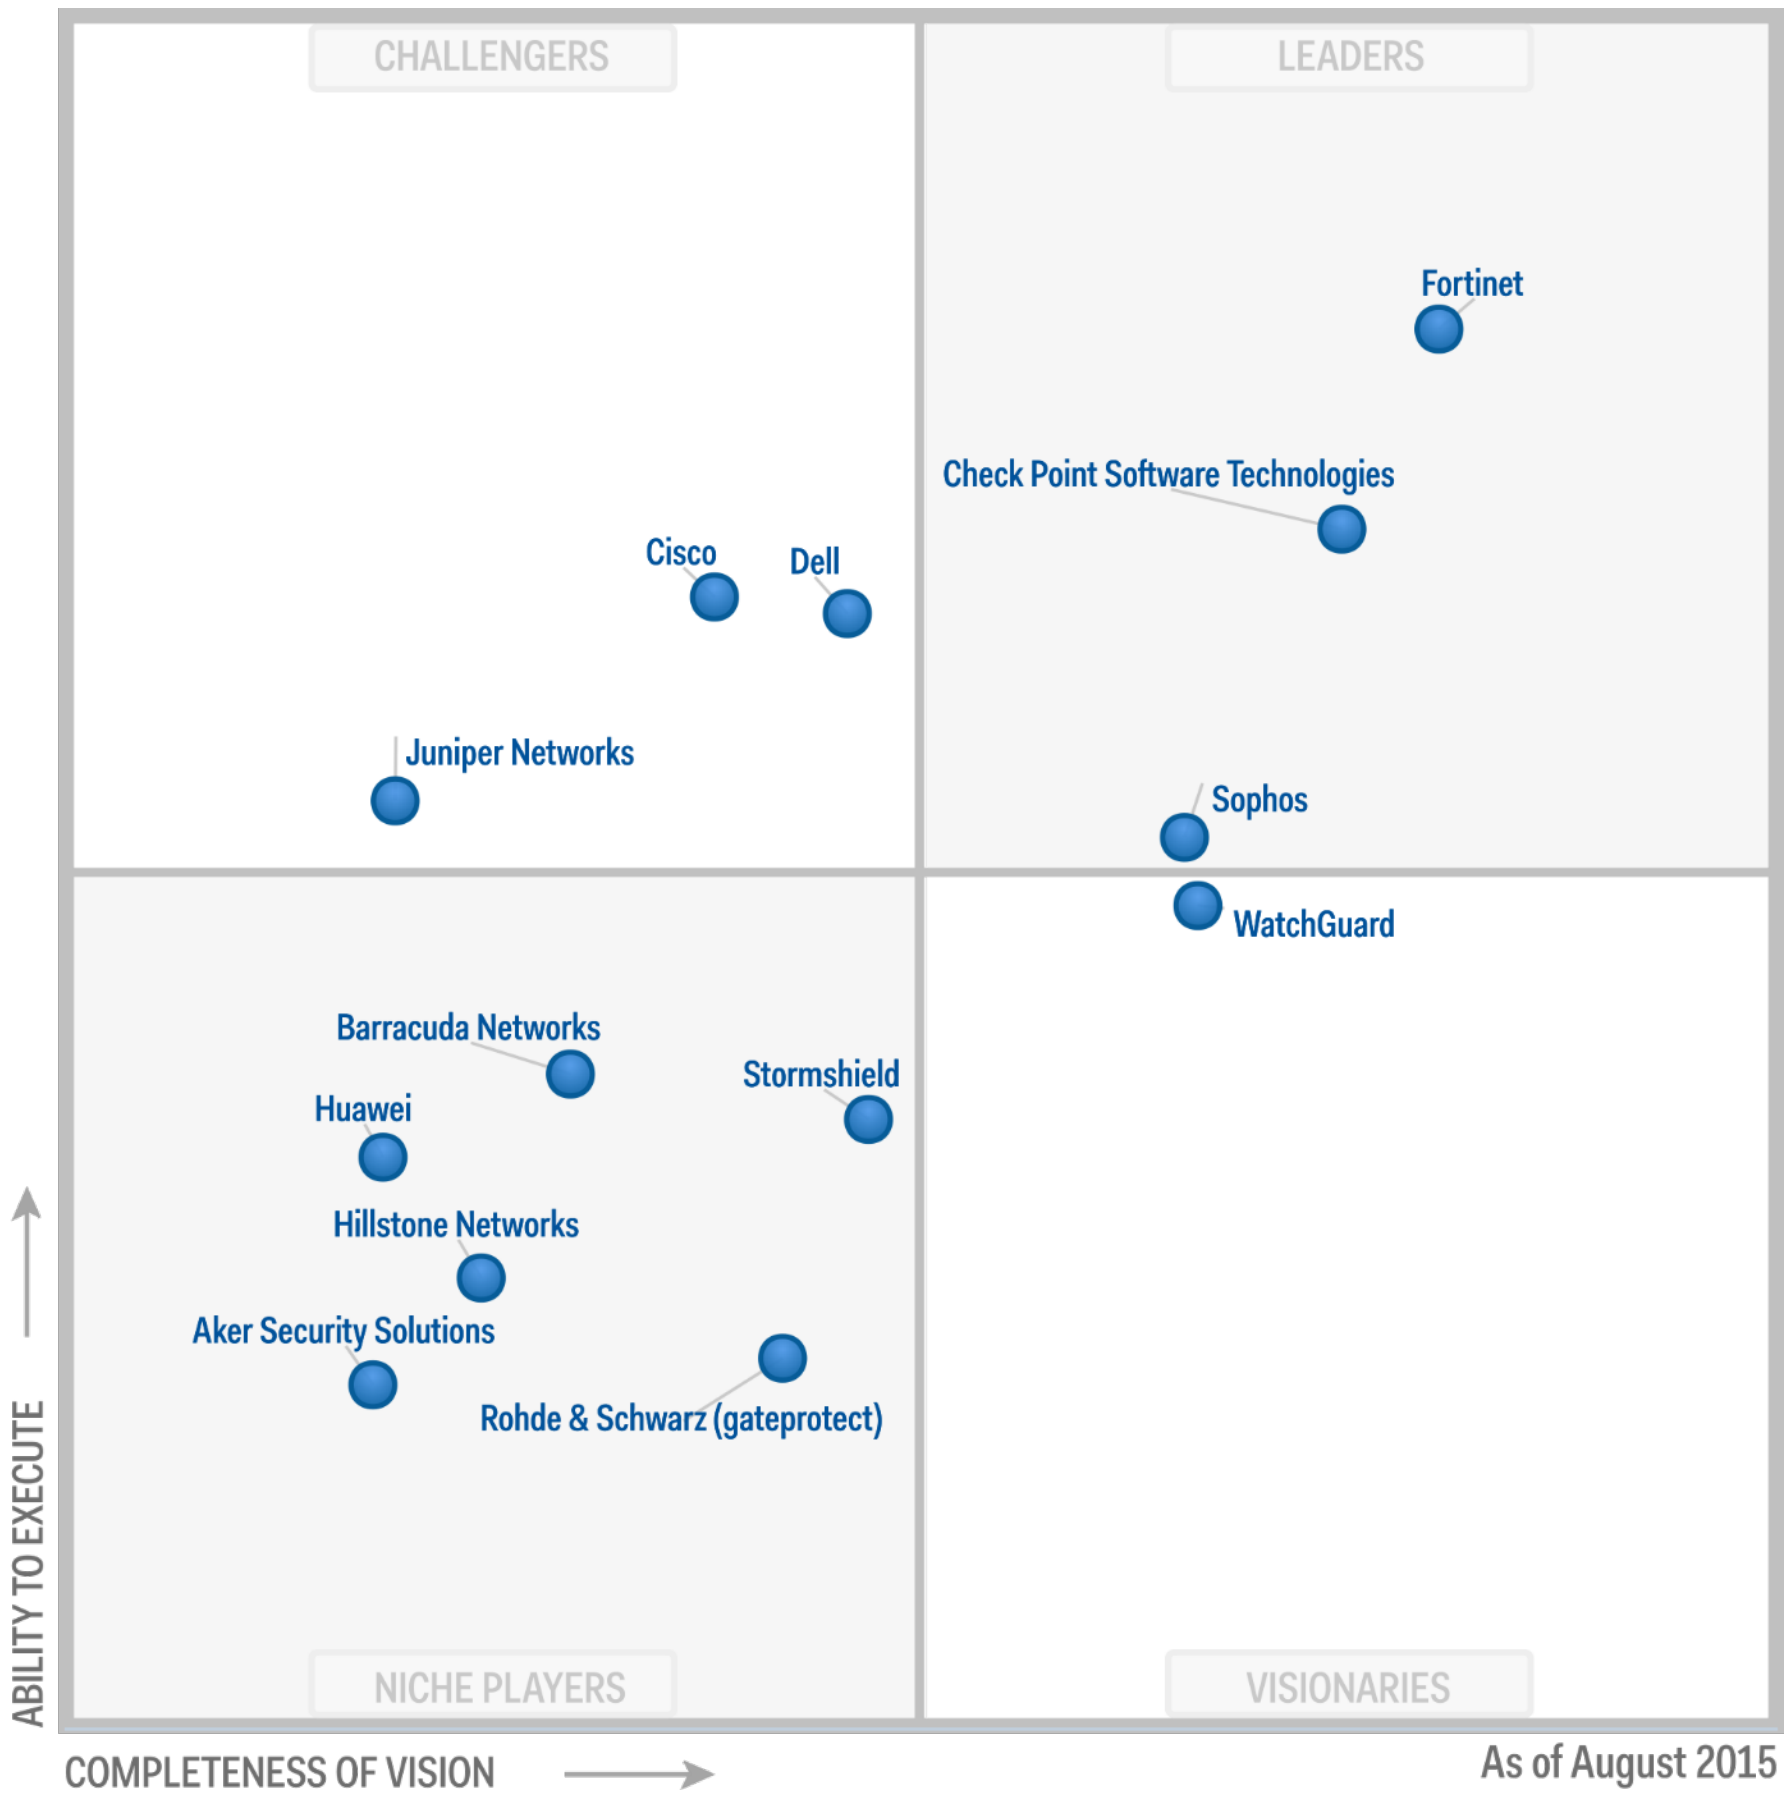 CHALLENGERS
LEADERS
Fortinet
Check Point Software Technologies
Cisco
Dell
Juniper Networks
Sophos
WatchGuard
Barracuda Networks
Stormshield
Huawei
Hillstone Networks
Aker Security Solutions
Rohde & Schwarz (gateprotect)
NICHE PLAYERS
VISIONARIES
ABILITY TO EXECUTE
COMPLETENESS OF VISION
As of August 2015